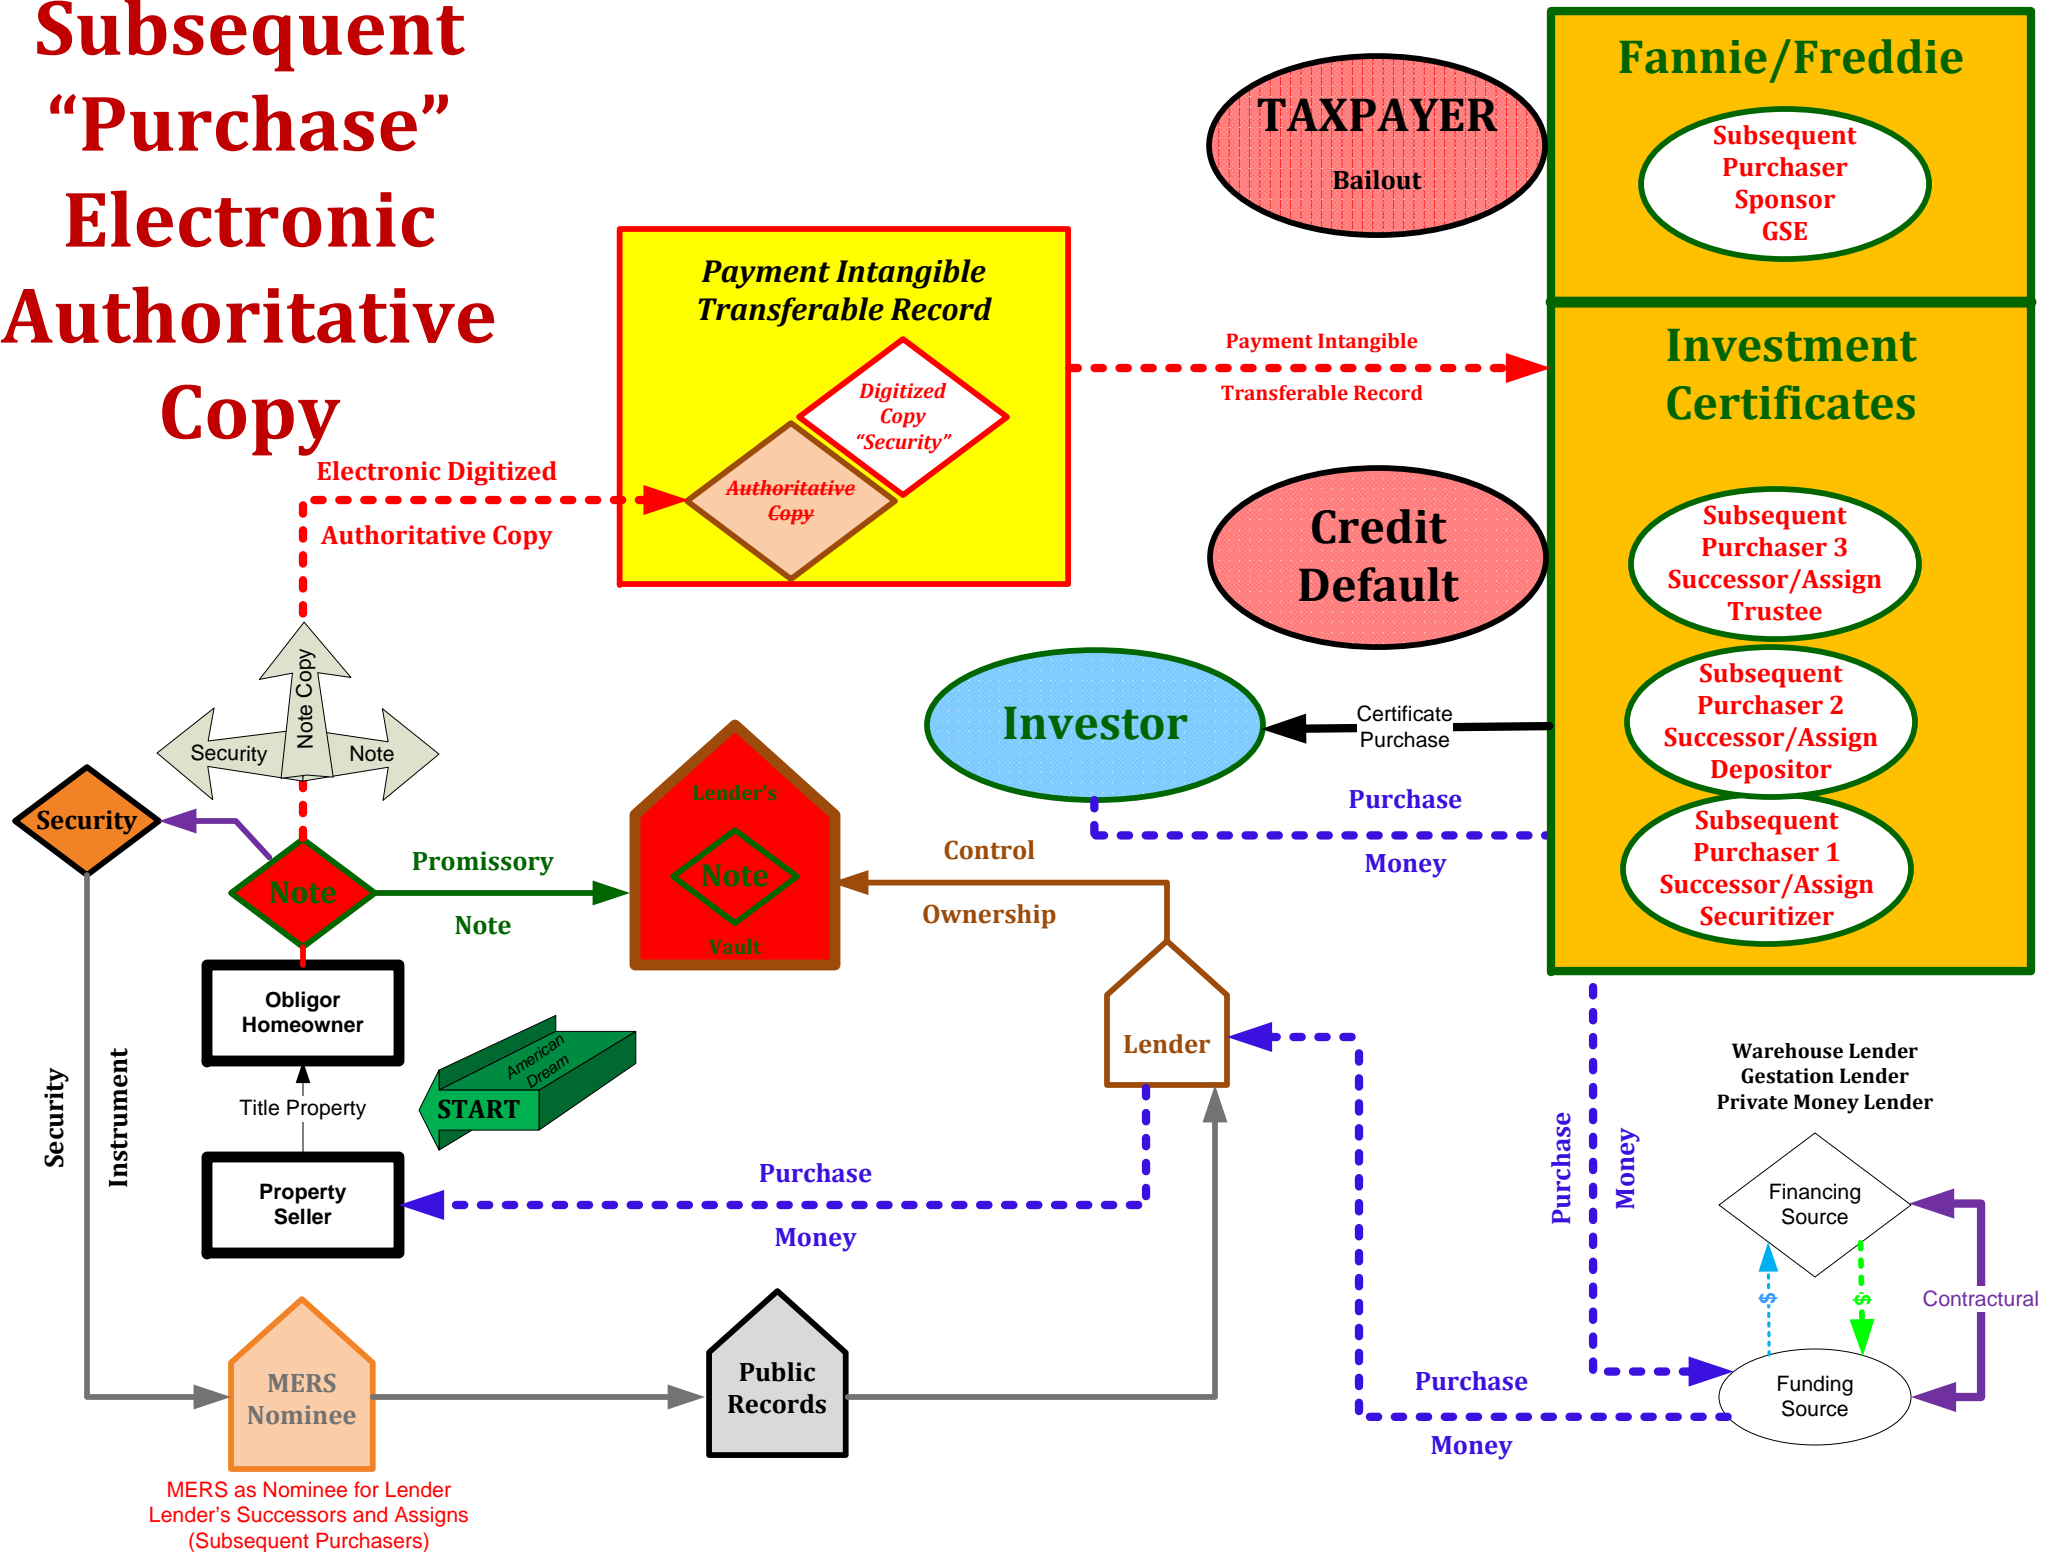 Subsequent
“Purchase”
Electronic
Authoritative
Copy
TAXPAYER
Bailout
Fannie/Freddie
Subsequent
Purchaser
Sponsor
GSE
Payment Intangible
Transferable Record
Digitized
Copy
“Security”
Authoritative
Copy
Payment Intangible
Transferable Record
Investment
Certificates
Electronic Digitized
Authoritative Copy
Credit
Default
Subsequent
Purchaser 3
Successor/Assign
Trustee
Subsequent
Purchaser 2
Successor/Assign
Depositor
Subsequent
Purchaser 1
Successor/Assign
Securitizer
Note Copy
Security
Note
Investor
Certificate
Purchase
Purchase
Money
Security
Note
Promissory
Note
Lender's
Note
Vault
Control
Ownership
Lender
Obligor
Homeowner
American
Dream
START
Title Property
Property
Seller
Security
Instrument
Purchase
Money
Purchase
Money
Warehouse Lender
Gestation Lender
Private Money Lender
Financing
Source
$
$
Contractural
Funding
Source
Purchase
Money
MERS
Nominee
Public
Records
MERS as Nominee for Lender
Lender’s Successors and Assigns
(Subsequent Purchasers)